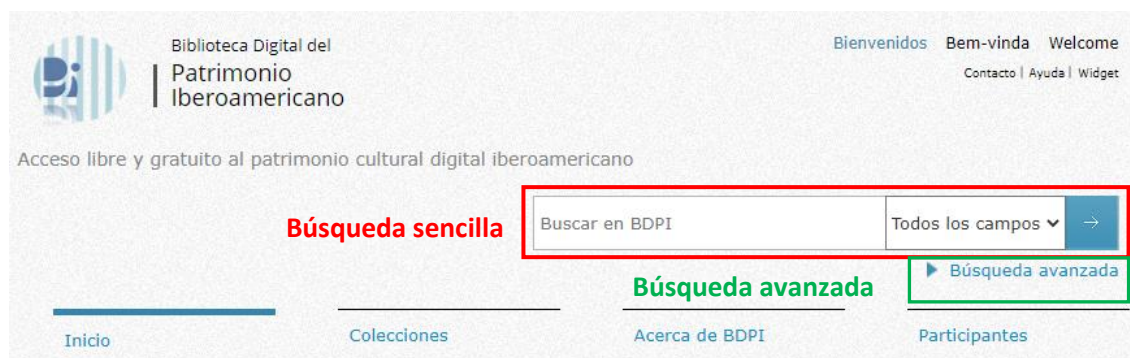 Biblioteca Digital del
Patrimonio
Iberoamericano
Bienvenidos Bem-vinda Welcome
Contacto | Ayuda | Widget
Acceso libre y gratuito al patrimonio cultural digital iberoamericano
Búsqueda sencilla
Buscar en BDPI Todos los campos →
Búsqueda avanzada
Búsqueda avanzada
Inicio Colecciones Acerca de BDPI Participantes